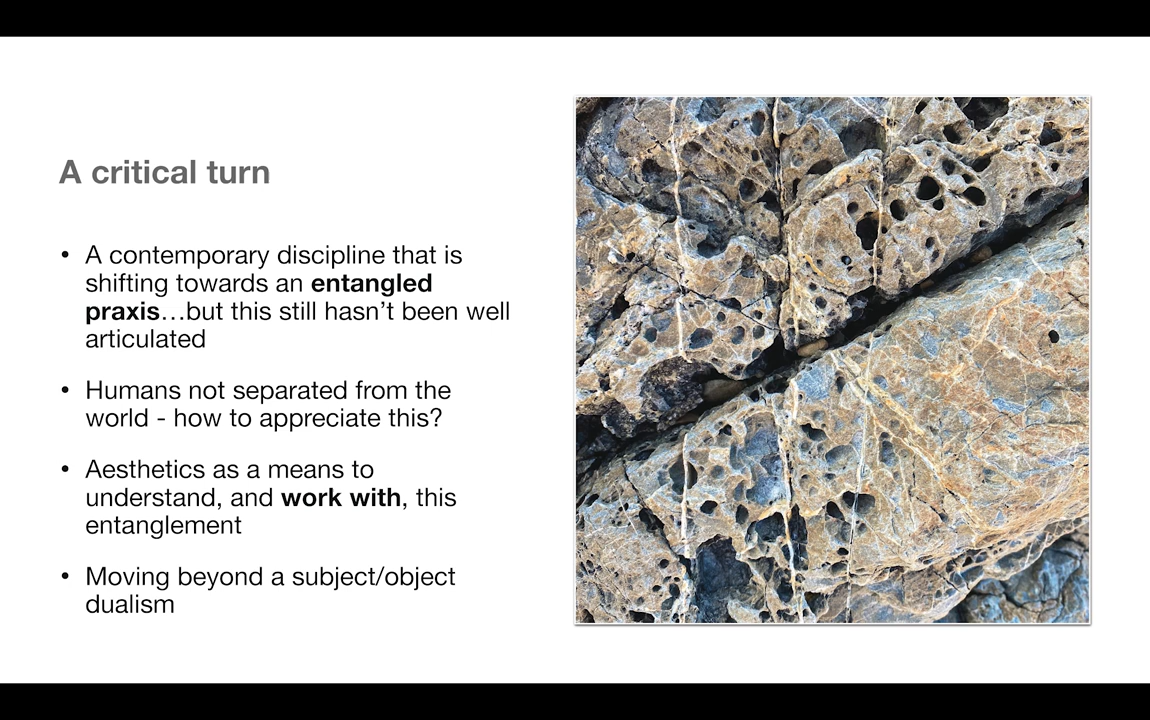 A critical turn
• A contemporary discipline that is
shifting towards an entangled
praxis…but this still hasn’t been well
articulated
• Humans not separated from the
world - how to appreciate this?
• Aesthetics as a means to
understand, and work with, this
entanglement
• Moving beyond a subject/object
dualism